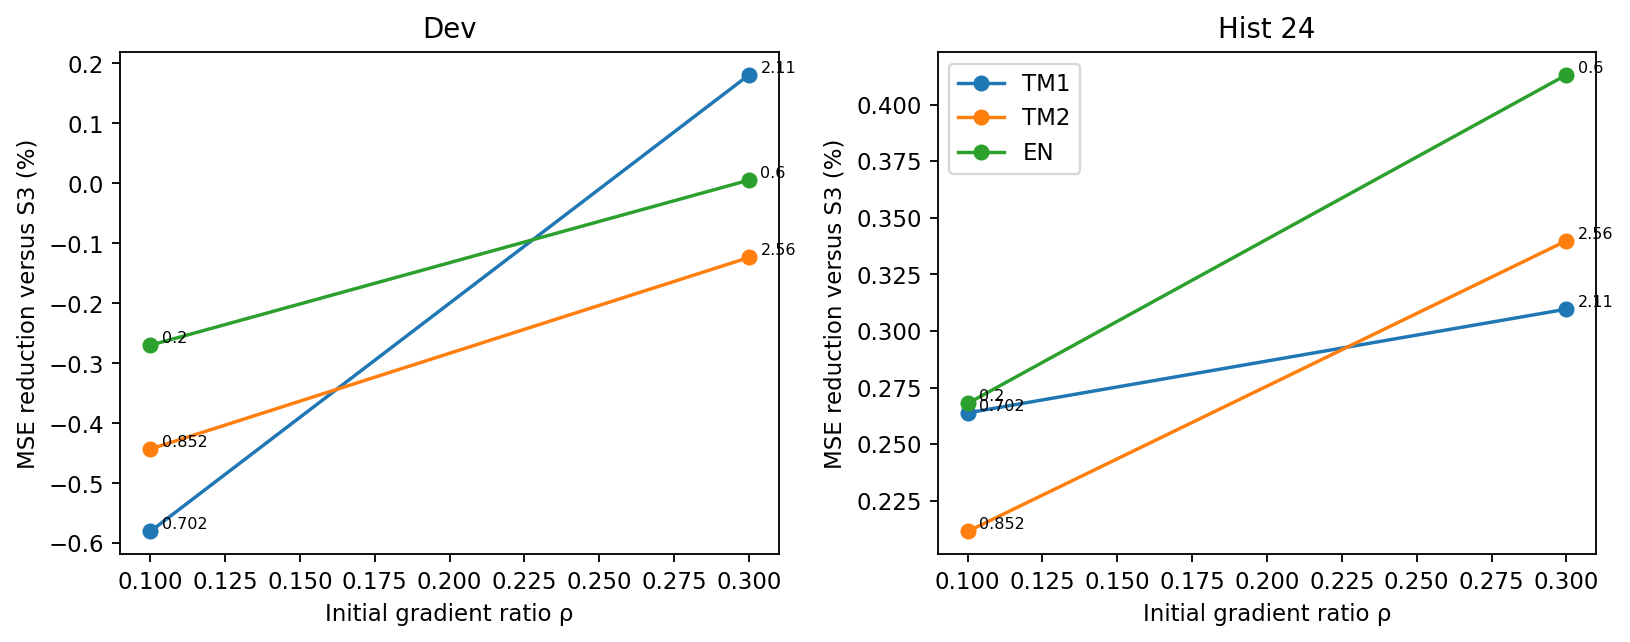 Dev
MSE reduction versus S3 (%)
0.2
0.1
0.0
−0.1
−0.2
−0.3
−0.4
−0.5
−0.6
2.11
0.6
2.56
0.2
0.852
0.702
0.100 0.125 0.150 0.175 0.200 0.225 0.250 0.275 0.300
Initial gradient ratio ρ
Hist 24
MSE reduction versus S3 (%)
0.400
0.375
0.350
0.325
0.300
0.275
0.250
0.225
TM1
TM2
EN
0.6
2.56
2.11
0.2
0.702
0.852
0.100 0.125 0.150 0.175 0.200 0.225 0.250 0.275 0.300
Initial gradient ratio ρ